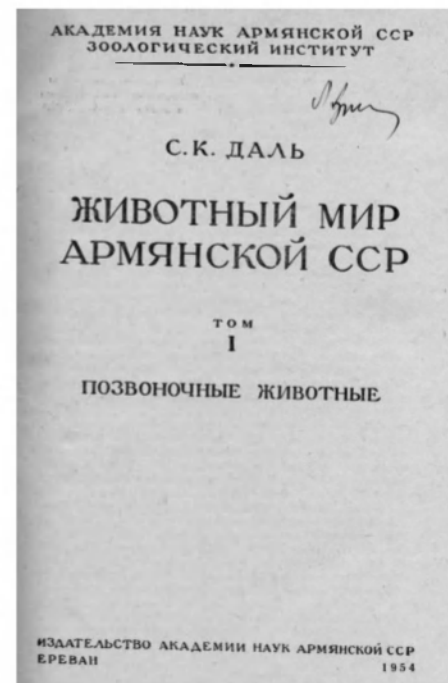 АКАДЕМИЯ НАУК АРМЯНСКОЙ ССР
ЗООЛОГИЧЕСКИЙ ИНСТИТУТ
С. К. ДАЛЬ
ЖИВОТНЫЙ МИР
АРМЯНСКОЙ ССР
ТОМ
I
ПОЗВОНОЧНЫЕ ЖИВОТНЫЕ
ИЗДАТЕЛЬСТВО АКАДЕМИИ НАУК АРМЯНСКОЙ ССР
ЕРЕВАН
1954